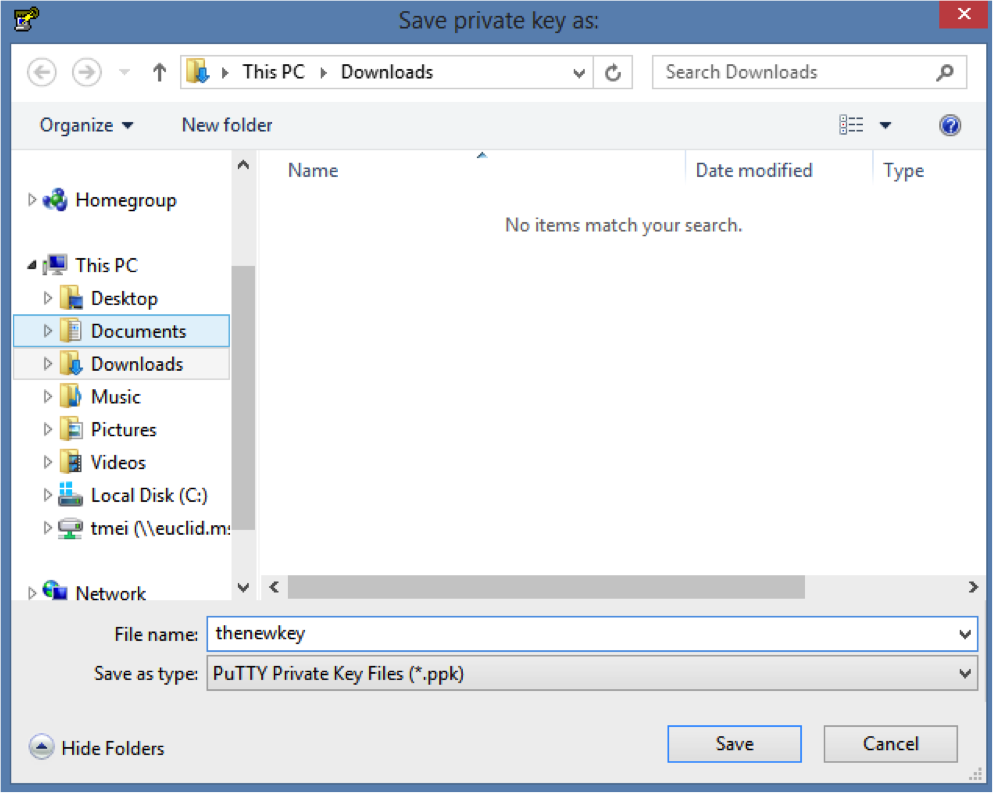 Save private key as:
This PC Downloads
Search Downloads
Organize New folder
Name Date modified Type
No items match your search.
Homegroup
This PC
Desktop
Documents
Downloads
Music
Pictures
Videos
Local Disk (C:)
tmei (\\euclid.ms
Network
File name: thenewkey
Save as type: PuTTY Private Key Files (*.ppk)
Hide Folders Save Cancel